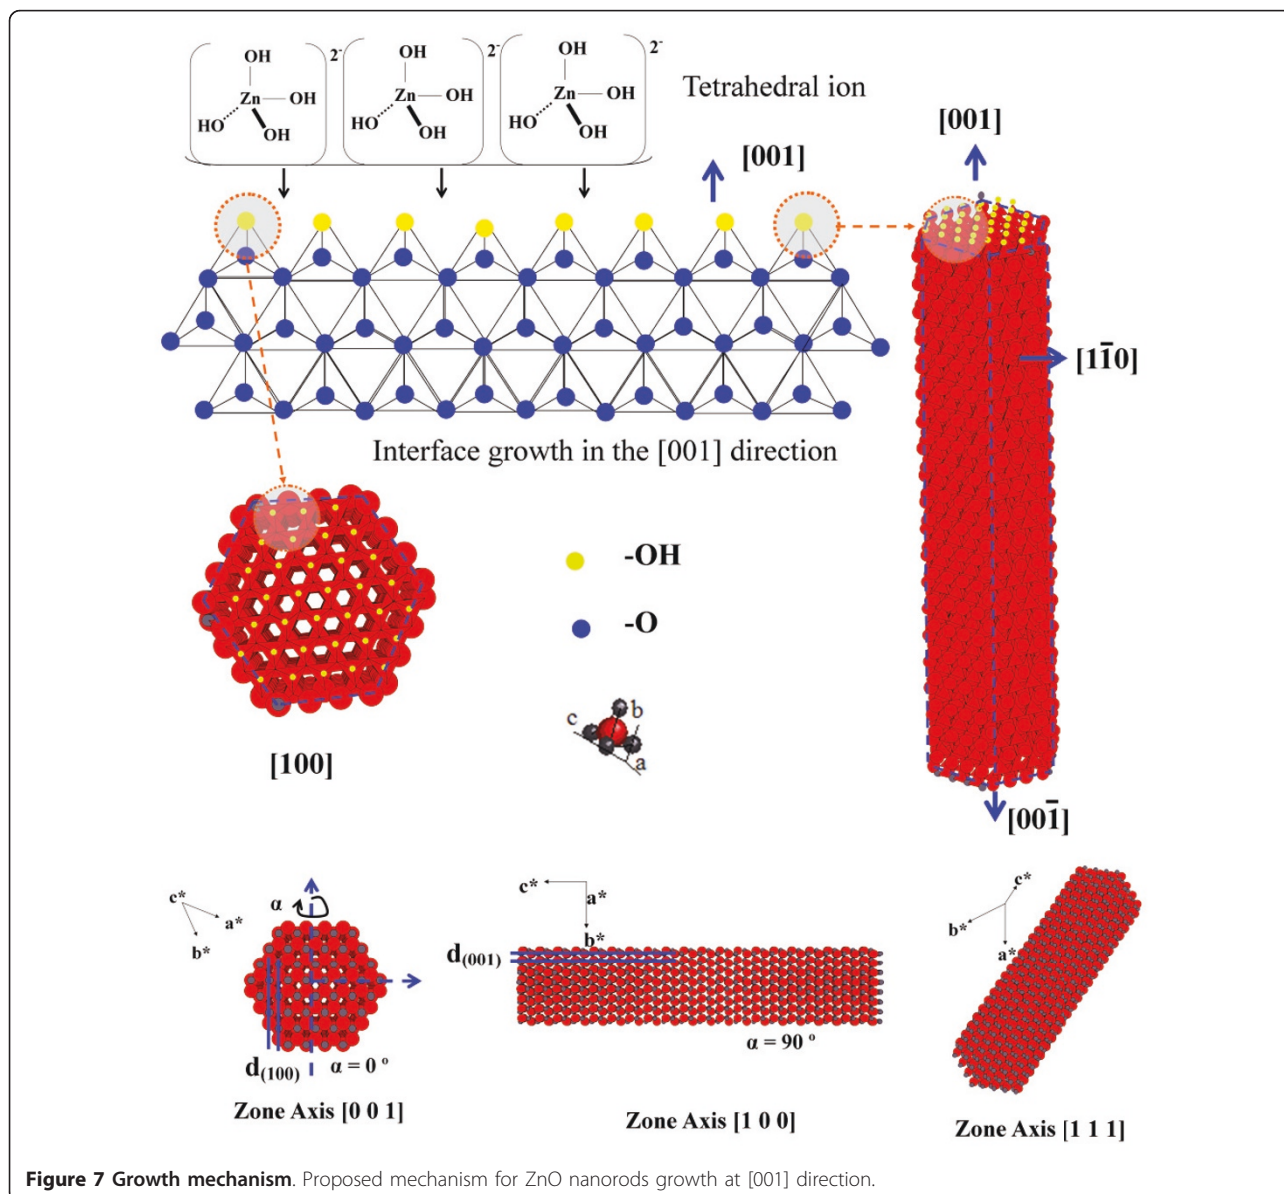 2- 2- 2-
OH OH OH
Zn OH Zn OH Zn OH
HO OH HO OH HO OH
Tetrahedral ion
[001]
[001]
[11̅0]
Interface growth in the [001] direction
-OH
-O
c b
a
[100]
[001̅]
c* α
a*
b*
d(100) α = 0 º
Zone Axis [0 0 1]
c* a*
b*
d(001)
α = 90 º
Zone Axis [1 0 0]
c*
b*
a*
Zone Axis [1 1 1]
Figure 7 Growth mechanism. Proposed mechanism for ZnO nanorods growth at [001] direction.